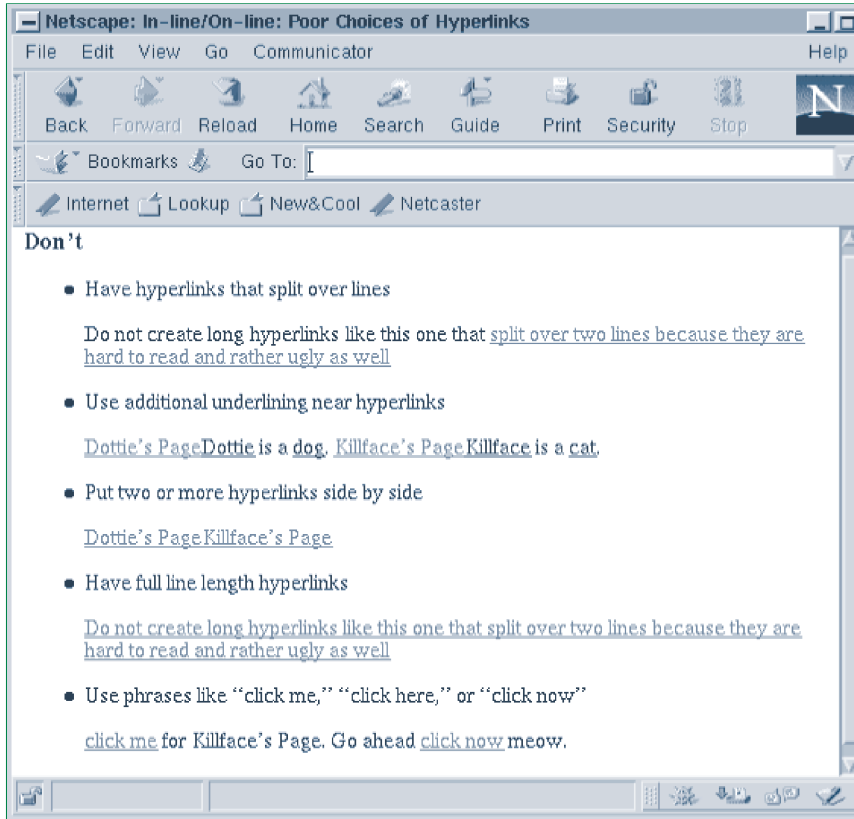 Netscape: In-line/On-line: Poor Choices of Hyperlinks
File Edit View Go Communicator Help
Back Forward Reload Home Search Guide Print Security Stop N
Bookmarks Go To:
Internet Lookup New&Cool Netcaster
Don't
• Have hyperlinks that split over lines
Do not create long hyperlinks like this one that split over two lines because they are
hard to read and rather ugly as well
• Use additional underlining near hyperlinks
Dottie's PageDottie is a dog. Killface's PageKillface is a cat.
• Put two or more hyperlinks side by side
Dottie's PageKillface's Page
• Have full line length hyperlinks
Do not create long hyperlinks like this one that split over two lines because they are
hard to read and rather ugly as well
• Use phrases like “click me,” “click here,” or “click now”
click me for Killface's Page. Go ahead click now meow.